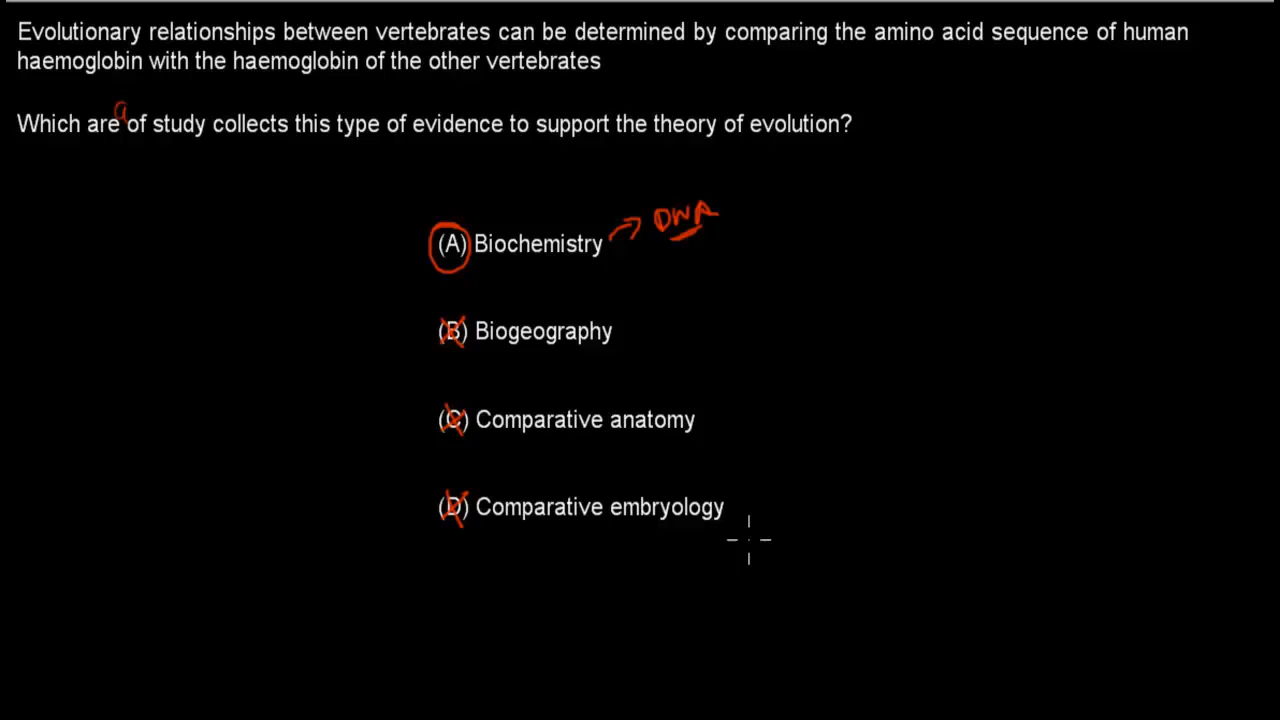 Evolutionary relationships between vertebrates can be determined by comparing the amino acid sequence of human
haemoglobin with the haemoglobin of the other vertebrates
Which are a of study collects this type of evidence to support the theory of evolution?
(A) Biochemistry → DNA
(B) Biogeography
(C) Comparative anatomy
(D) Comparative embryology